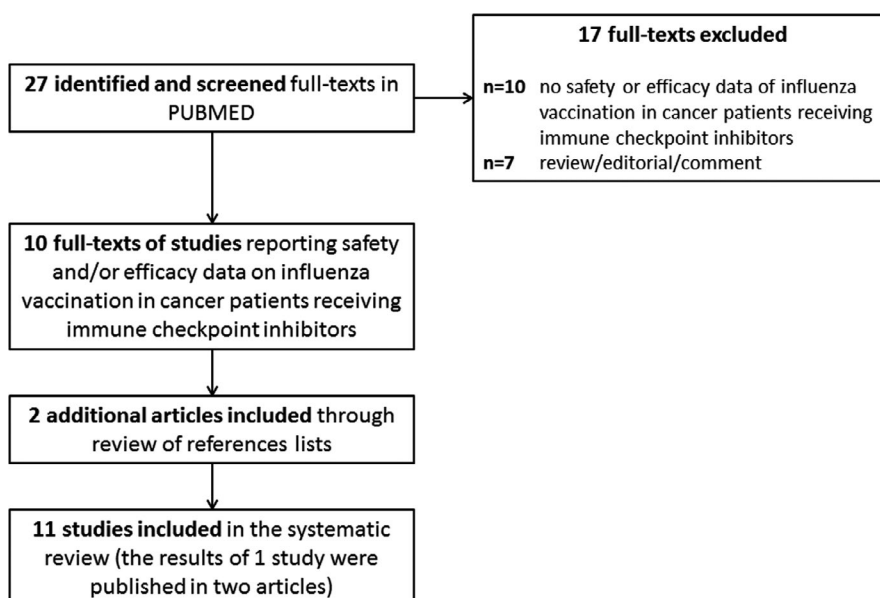 27 identified and screened full-texts in
PUBMED
17 full-texts excluded
n=10 no safety or efficacy data of influenza
vaccination in cancer patients receiving
immune checkpoint inhibitors
n=7 review/editorial/comment
10 full-texts of studies reporting safety
and/or efficacy data on influenza
vaccination in cancer patients receiving
immune checkpoint inhibitors
2 additional articles included through
review of references lists
11 studies included in the systematic
review (the results of 1 study were
published in two articles)